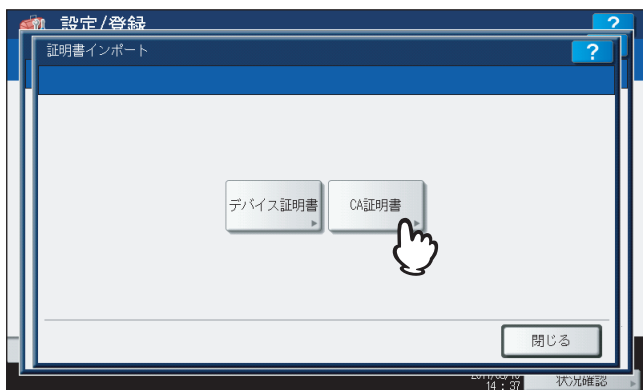 設定/登録
?
証明書インポート
?
デバイス証明書
CA証明書
閉じる
14 : 37
状況確認